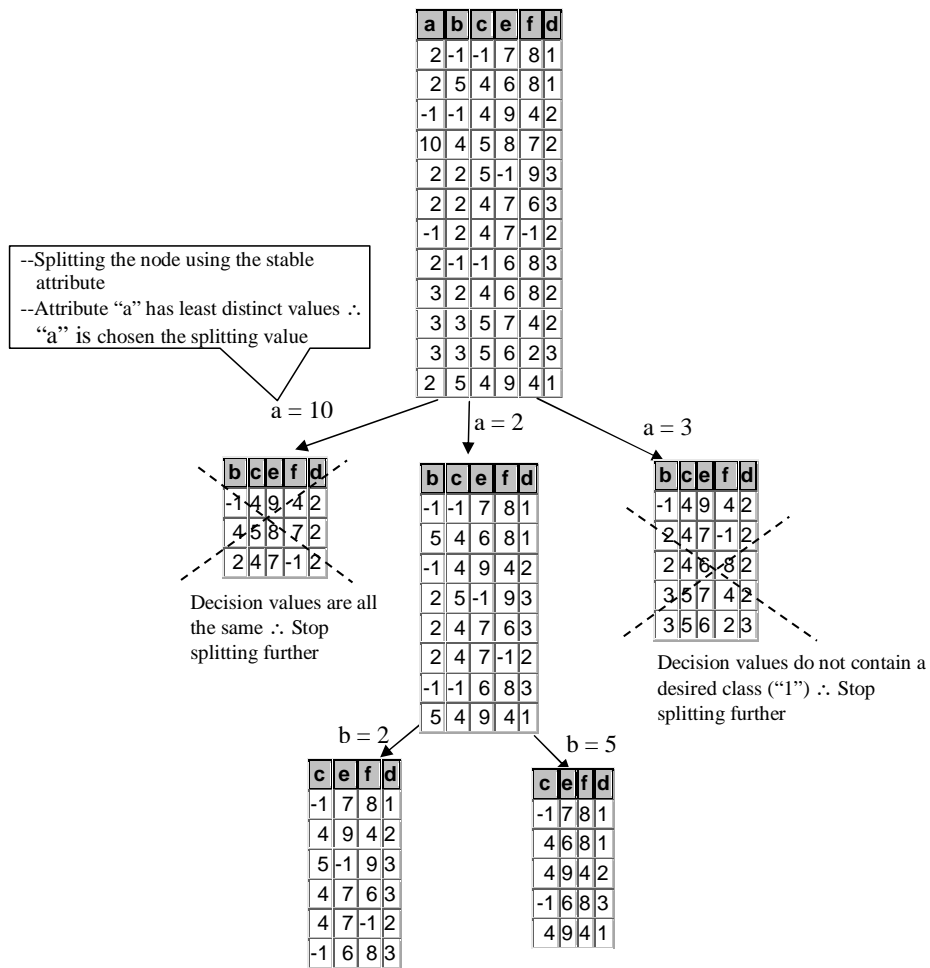 a b c e f d
2 -1 -1 7 8 1
2 5 4 6 8 1
-1 -1 4 9 4 2
10 4 5 8 7 2
2 2 5 -1 9 3
2 2 4 7 6 3
-1 2 4 7 -1 2
2 -1 -1 6 8 3
3 2 4 6 8 2
3 3 5 7 4 2
3 3 5 6 2 3
2 5 4 9 4 1
--Splitting the node using the stable
attribute
--Attribute “a” has least distinct values ∴
“a” is chosen the splitting value
a = 10
a = 2
a = 3
b c e f d
-1 4 9 4 2
4 5 8 7 2
2 4 7 -1 2
Decision values are all
the same ∴ Stop
splitting further
b c e f d
-1 -1 7 8 1
5 4 6 8 1
-1 4 9 4 2
2 5 -1 9 3
2 4 7 6 3
2 4 7 -1 2
-1 -1 6 8 3
5 4 9 4 1
b c e f d
-1 4 9 4 2
2 4 7 -1 2
2 4 6 8 2
3 5 7 4 2
3 5 6 2 3
Decision values do not contain a
desired class (“1”) ∴ Stop
splitting further
b = 2
b = 5
c e f d
-1 7 8 1
4 9 4 2
5 -1 9 3
4 7 6 3
4 7 -1 2
-1 6 8 3
c e f d
-1 7 8 1
4 6 8 1
4 9 4 2
-1 6 8 3
4 9 4 1